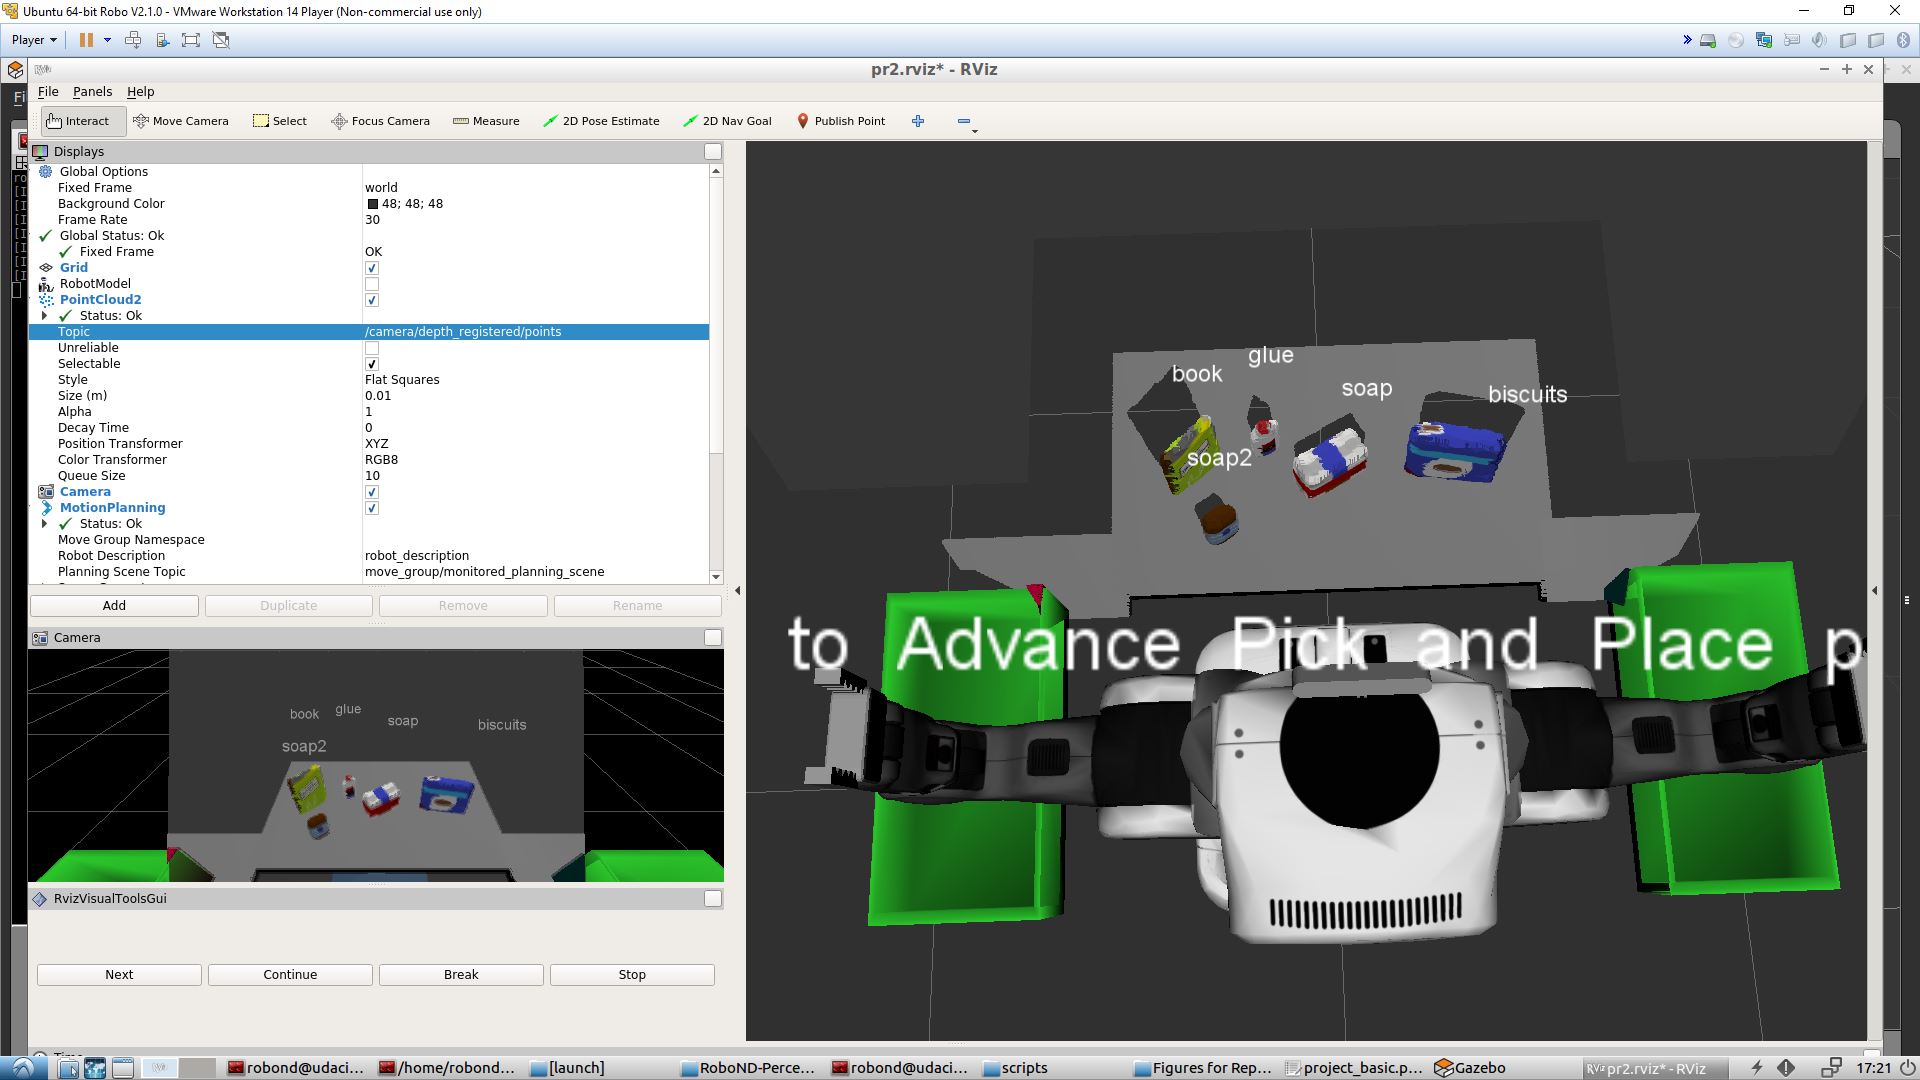 Ubuntu 64-bit Robo V2.1.0 - VMware Workstation 14 Player (Non-commercial use only)
Player
pr2.rviz* - RViz
File Panels Help
Interact Move Camera Select Focus Camera Measure 2D Pose Estimate 2D Nav Goal Publish Point
Displays
Global Options
Fixed Frame world
Background Color 48; 48; 48
Frame Rate 30
Global Status: Ok
Fixed Frame OK
Grid
RobotModel
PointCloud2
Status: Ok
Topic /camera/depth_registered/points
Unreliable
Selectable
Style Flat Squares
Size (m) 0.01
Alpha 1
Decay Time 0
Position Transformer XYZ
Color Transformer RGB8
Queue Size 10
Camera
MotionPlanning
Status: Ok
Move Group Namespace
Robot Description robot_description
Planning Scene Topic move_group/monitored_planning_scene
Add Duplicate Remove Rename
Camera
book glue soap biscuits
soap2
RvizVisualToolsGui
Next Continue Break Stop
glue
book
soap
biscuits
soap2
to Advance Pick and Place p
robond@udaci... /home/robond... [launch] RoboND-Perce... robond@udaci... scripts Figures for Rep... project_basic.p... Gazebo pr2.rviz* - RViz 17:21